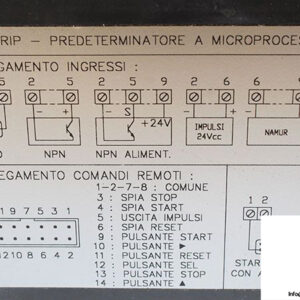 RIP - PREDETERMINATORE A MICROPROCES
EGAMENTO INGRESSI :
5 2 5 2 5 9 2 6 6
- + - S +24V - +
NPN NPN ALIMENT. IMPULSI 24Vcc NAMUR
LEGAMENTO COMANDI REMOTI :
1-2-7-8 : COMUNE
3 : SPIA STOP
4 : SPIA START
5 : USCITA IMPULSI
6 : SPIA RESET
9 : PULSANTE START
10 : PULSANTE ►
11 : PULSANTE RESET
12 : PULSANTE SEL
13 : PULSANTE STOP
14 : PULSANTE ▲
1 9 7 5 3 1
2 10 8 6 4 2
1 2
STAR
CON A